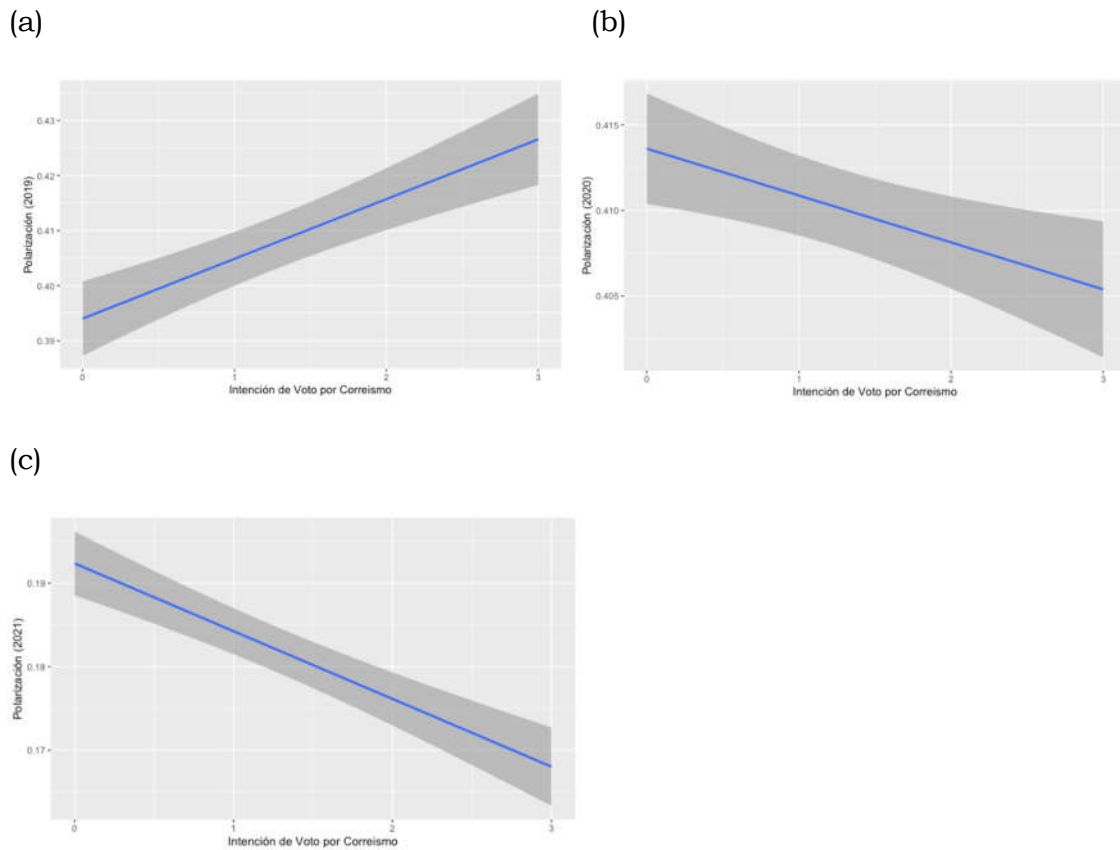 (a)
(b)
Polarización (2019)
0.43
0.42
0.41
0.40
0.39
0
1
2
3
Intención de Voto por Correismo
Polarización (2020)
0.415
0.410
0.405
0
1
2
3
Intención de Voto por Correismo
(c)
Polarización (2021)
0.19
0.18
0.17
0
1
2
3
Intención de Voto por Correismo